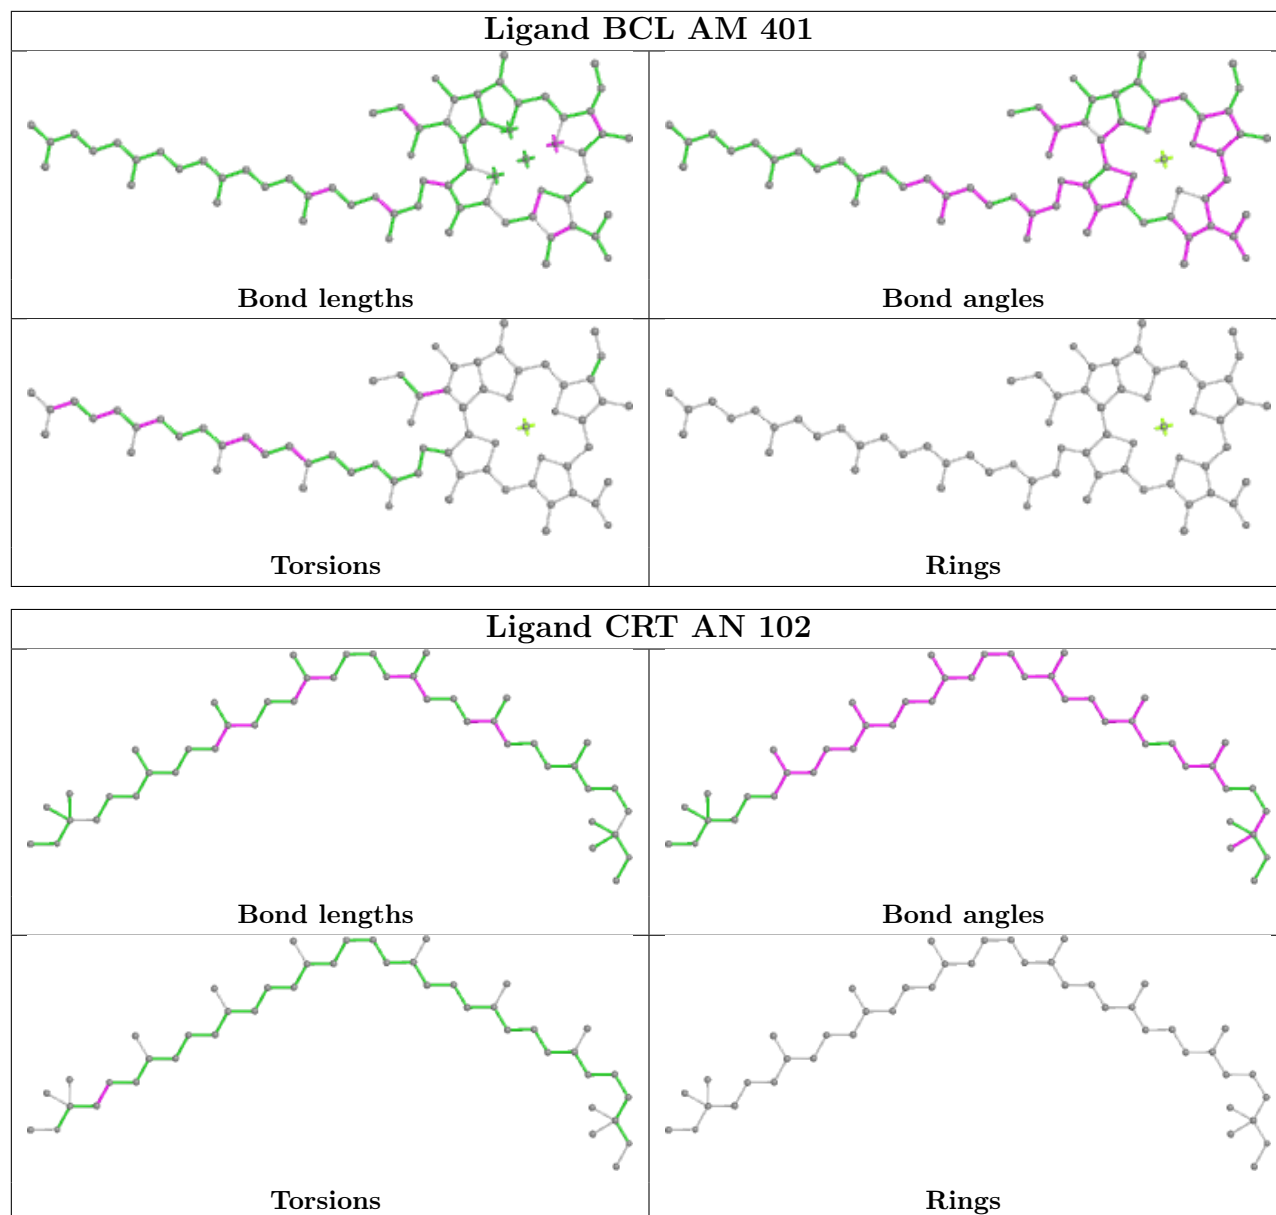 Ligand BCL AM 401
Bond lengths
Bond angles
Torsions
Rings
Ligand CRT AN 102
Bond lengths
Bond angles
Torsions
Rings